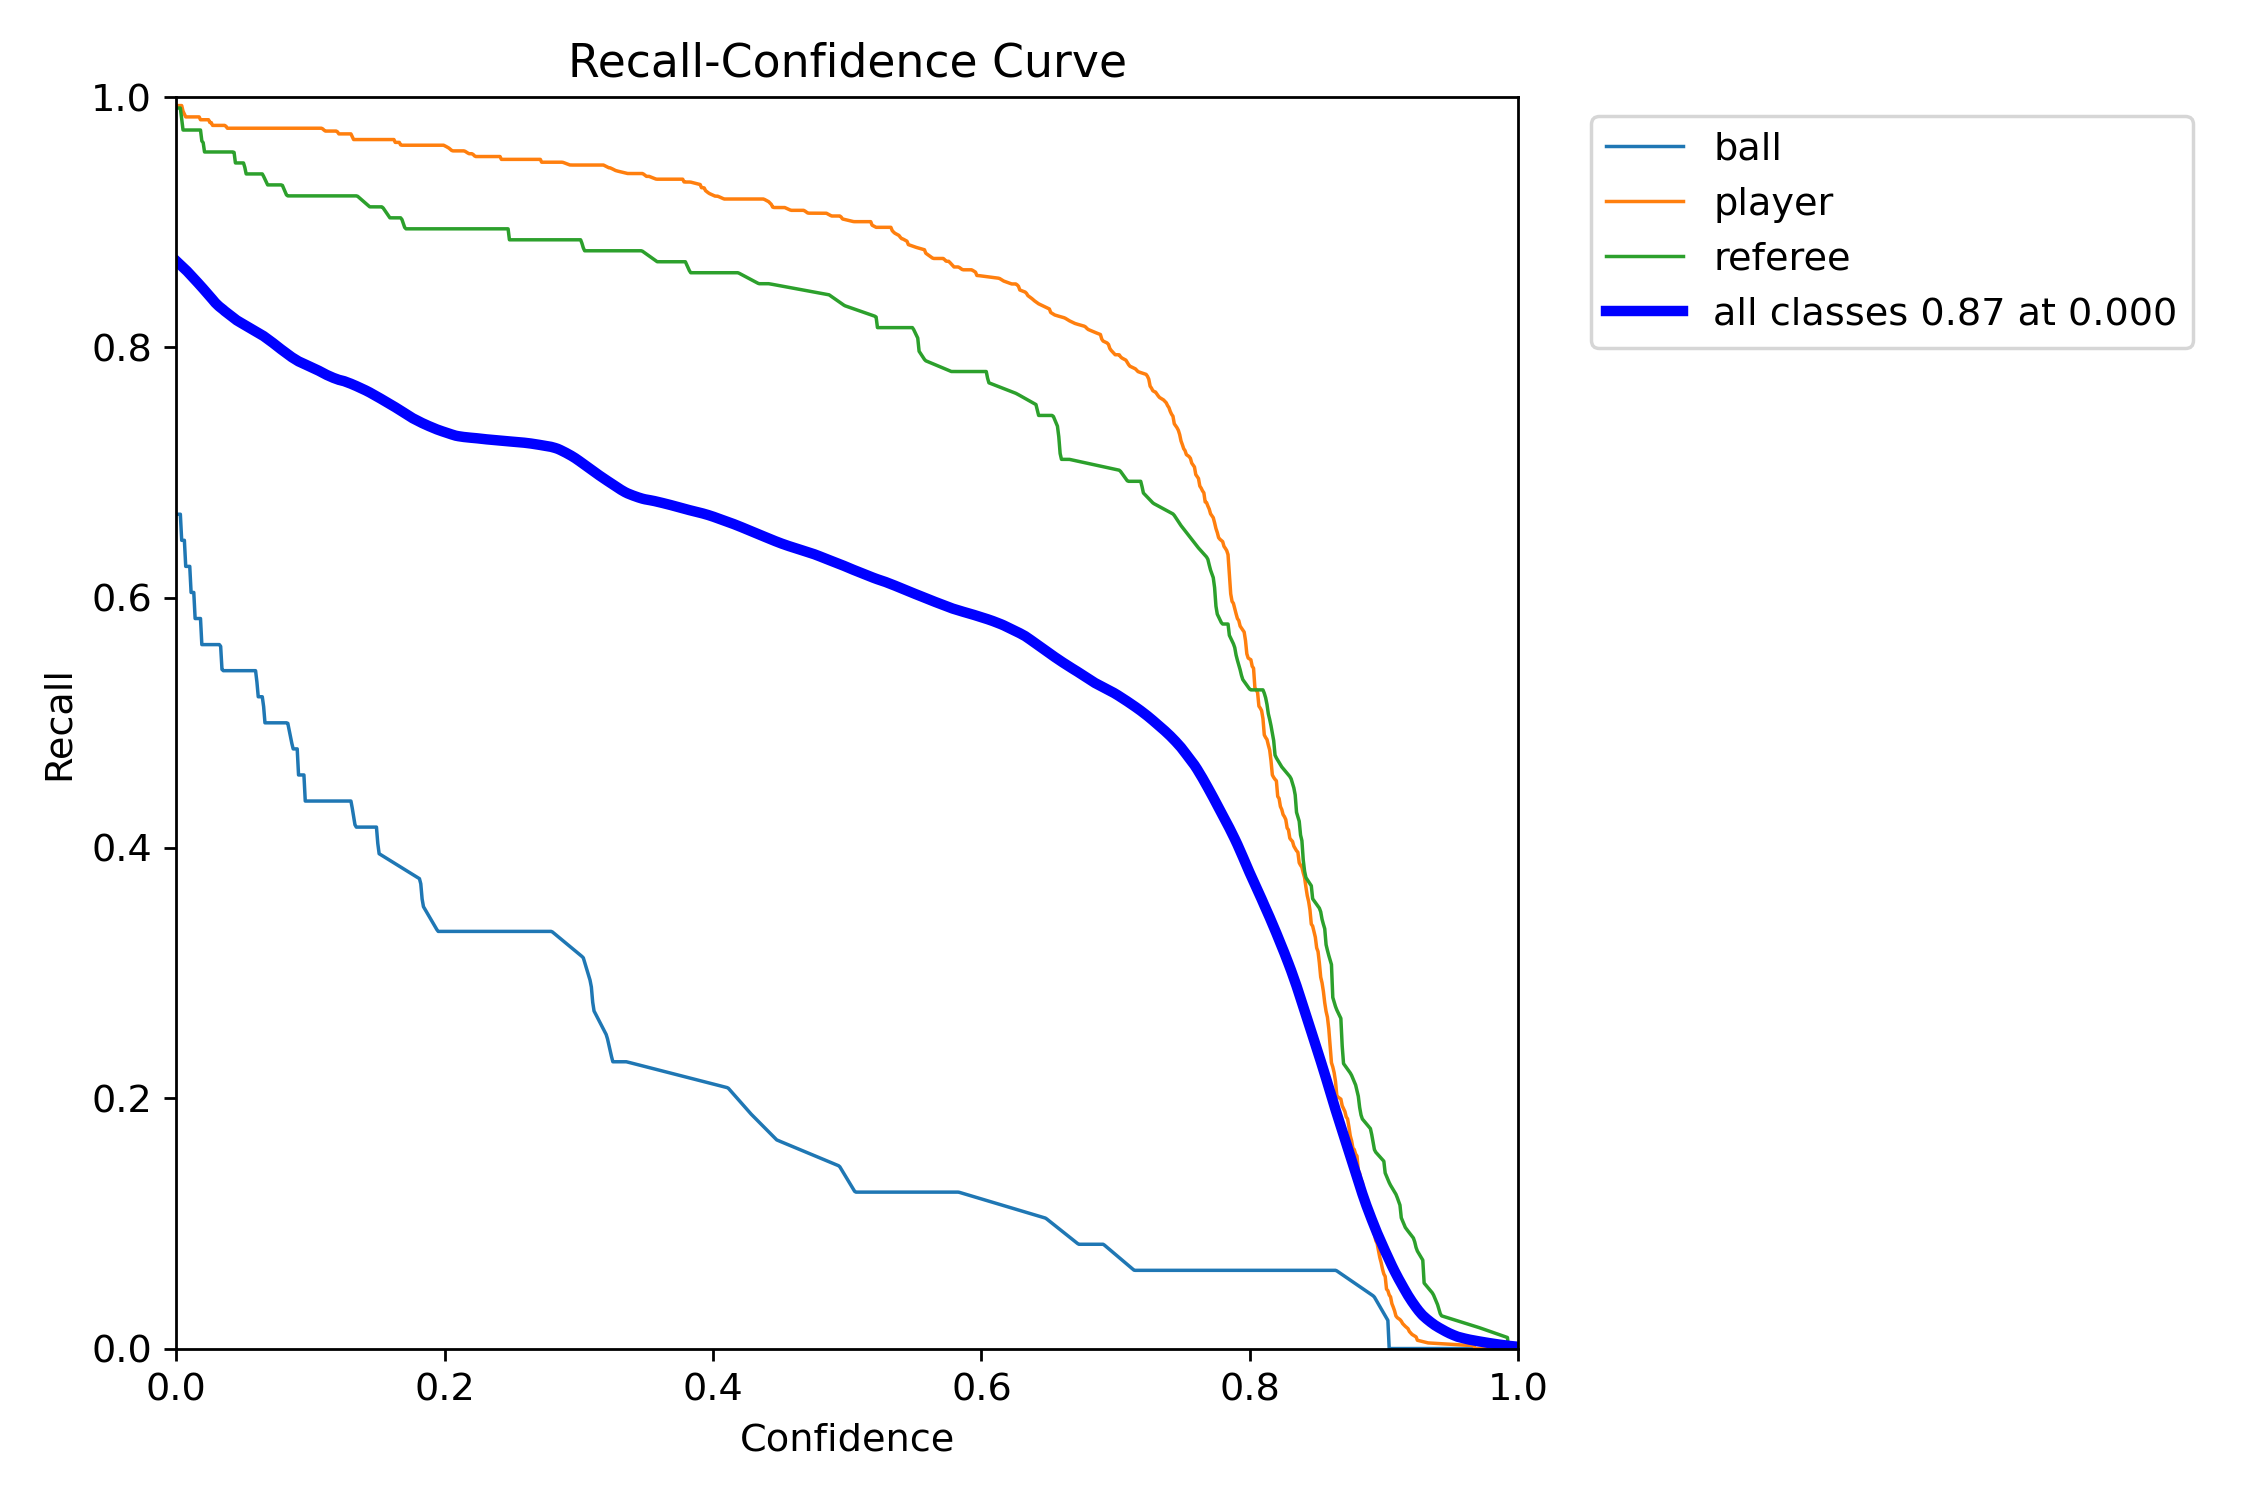 Recall-Confidence Curve
1.0
0.8
0.6
0.4
0.2
0.0
Recall
0.0 0.2 0.4 0.6 0.8 1.0
Confidence
ball
player
referee
all classes 0.87 at 0.000